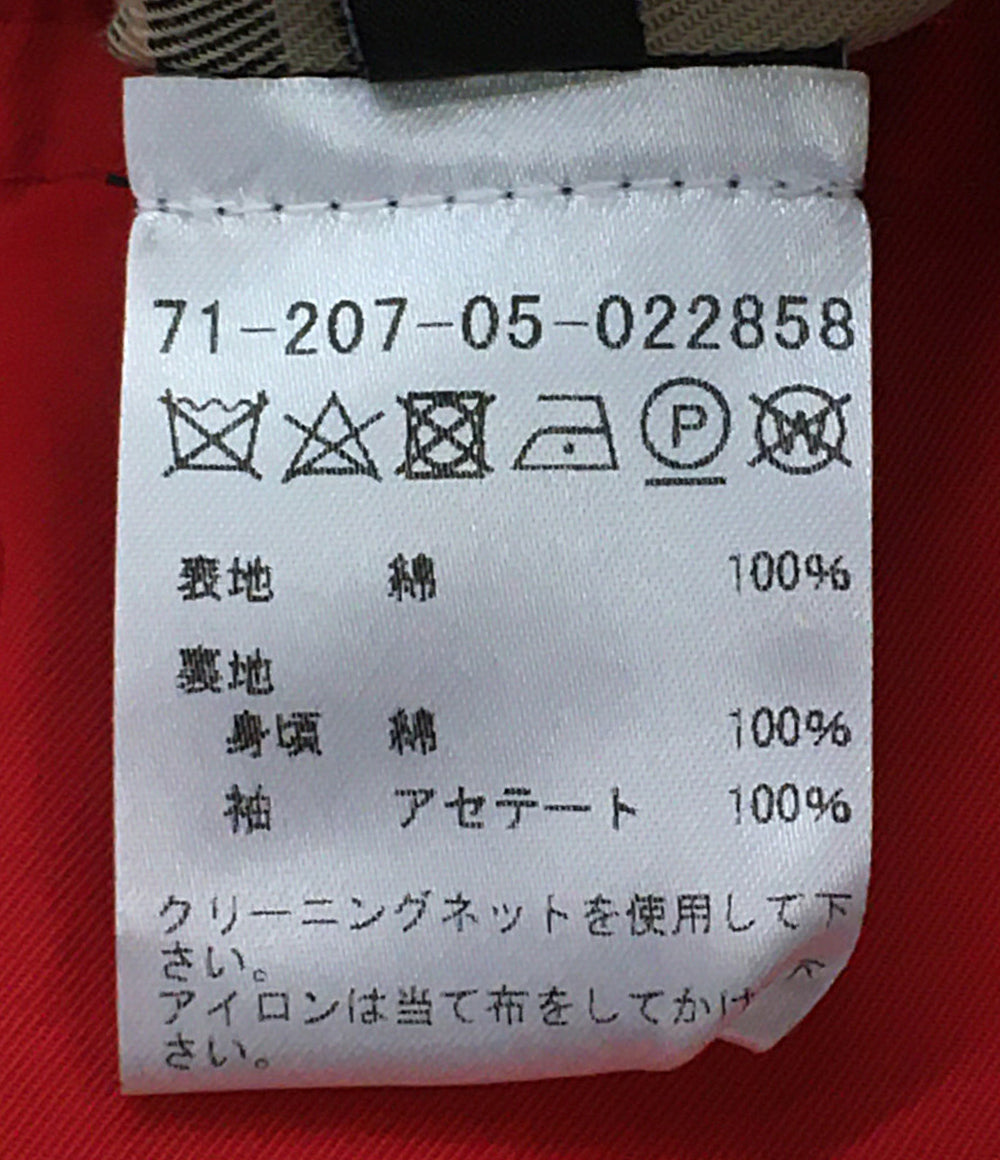 71-207-05-022858
P W
表地 綿 100%
裏地
身頃 綿 100%
袖 アセテート 100%
クリーニングネットを使用して下
さい。
アイロンは当て布をしてかけ
さい。